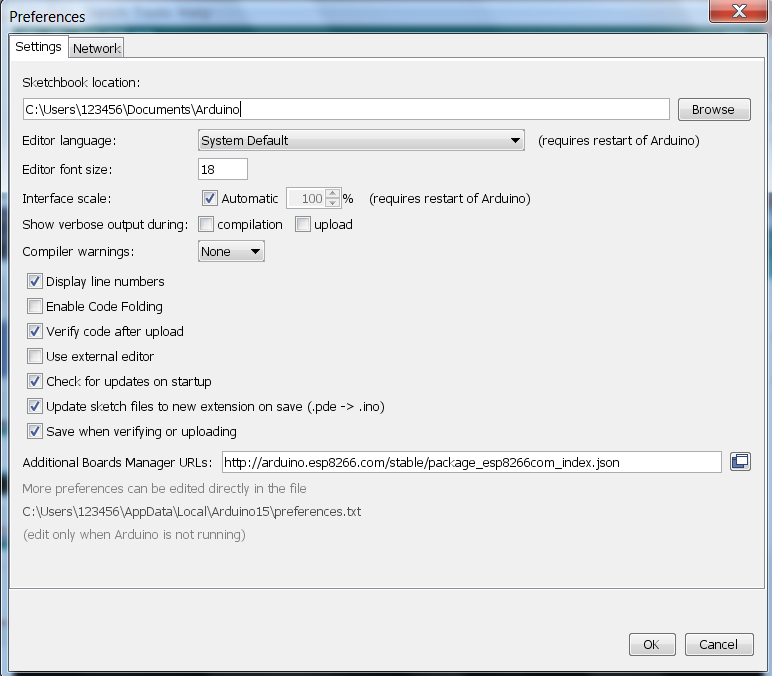 Preferences
Settings Network
Sketchbook location:
C:\Users\123456\Documents\Arduino
Browse
Editor language: System Default (requires restart of Arduino)
Editor font size: 18
Interface scale: Automatic 100 % (requires restart of Arduino)
Show verbose output during: compilation upload
Compiler warnings: None
Display line numbers
Enable Code Folding
Verify code after upload
Use external editor
Check for updates on startup
Update sketch files to new extension on save (.pde -> .ino)
Save when verifying or uploading
Additional Boards Manager URLs: http://arduino.esp8266.com/stable/package_esp8266com_index.json
More preferences can be edited directly in the file
C:\Users\123456\AppData\Local\Arduino15\preferences.txt
(edit only when Arduino is not running)
OK Cancel